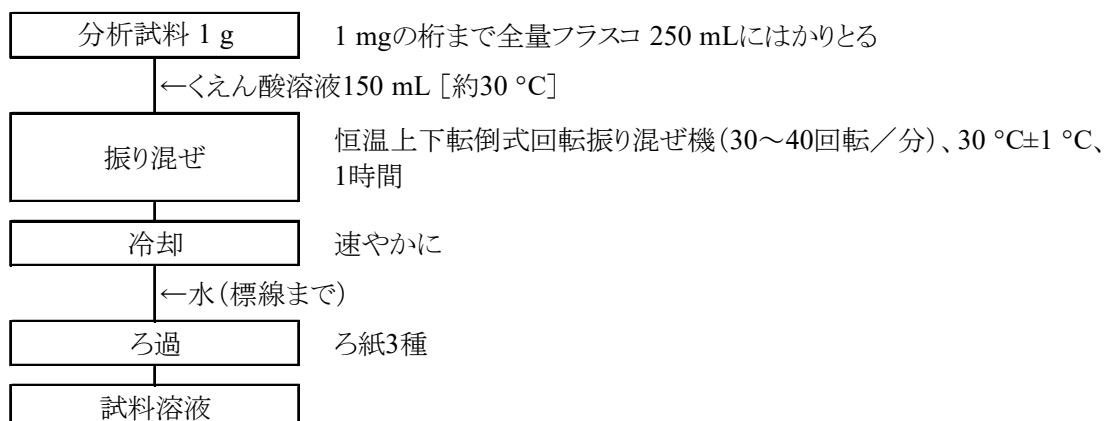 分析試料 1 g
1 mgの桁まで全量フラスコ 250 mLにはかりとる
←くえん酸溶液150 mL [約30 °C]
振り混ぜ
恒温上下転倒式回転振り混ぜ機(30～40回転／分)、30 °C±1 °C、
1時間
冷却
速やかに
←水(標線まで)
ろ過
ろ紙3種
試料溶液